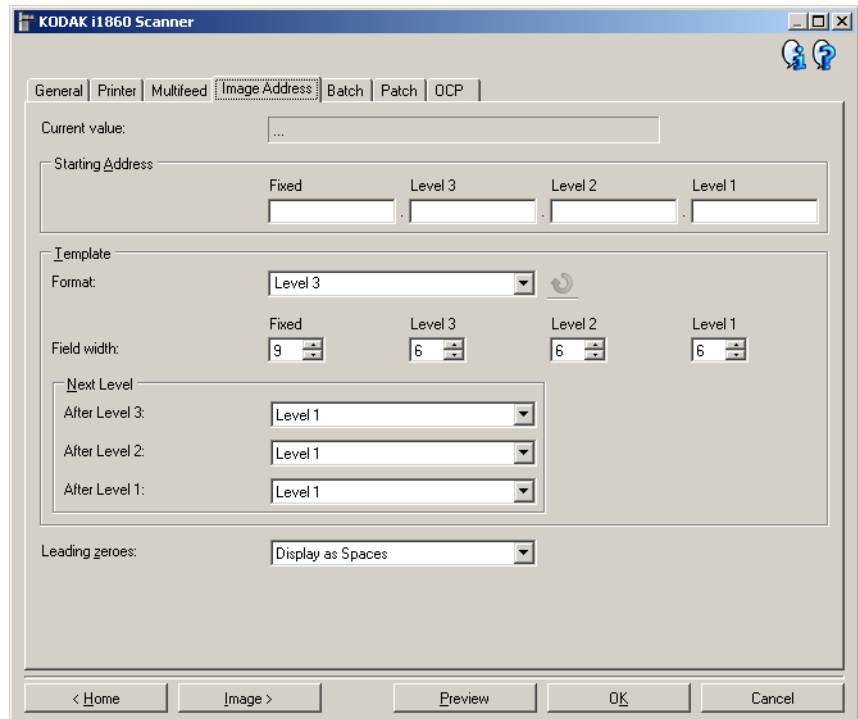 KODAK i1860 Scanner
General Printer Multifeed Image Address Batch Patch OCP
Current value: ...
Starting Address
Fixed Level 3 Level 2 Level 1
. . .
Template
Format: Level 3
Fixed Level 3 Level 2 Level 1
Field width: 9 6 6 6
Next Level
After Level 3: Level 1
After Level 2: Level 1
After Level 1: Level 1
Leading zeroes: Display as Spaces
< Home Image > Preview OK Cancel